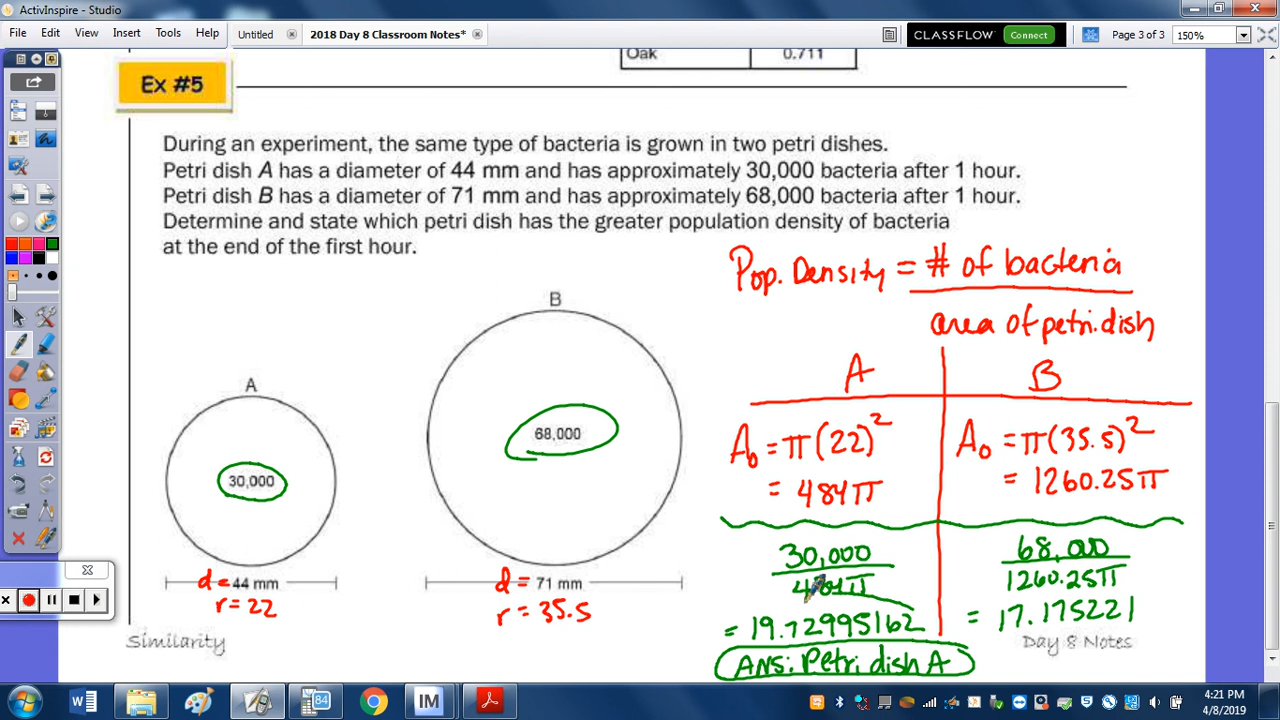 ActivInspire - Studio
File Edit View Insert Tools Help Untitled 2018 Day 8 Classroom Notes* CLASSFLOW Connect Page 3 of 3 150%
Oak 0.711
Ex #5
During an experiment, the same type of bacteria is grown in two petri dishes.
Petri dish A has a diameter of 44 mm and has approximately 30,000 bacteria after 1 hour.
Petri dish B has a diameter of 71 mm and has approximately 68,000 bacteria after 1 hour.
Determine and state which petri dish has the greater population density of bacteria
at the end of the first hour.
Pop. Density = # of bacteria
area of petri dish
A
30,000
d= 44 mm
r = 22
B
68,000
d= 71 mm
r = 35.5
A B
A₀ = π(22)² A₀ = π(35.5)²
= 484π = 1260.25π
30,000 68,000
484π 1260.25π
= 19.72995162 = 17.175221
ANS: Petri dish A
Similarity Day 8 Notes
W 84 IM
4:21 PM
4/8/2019